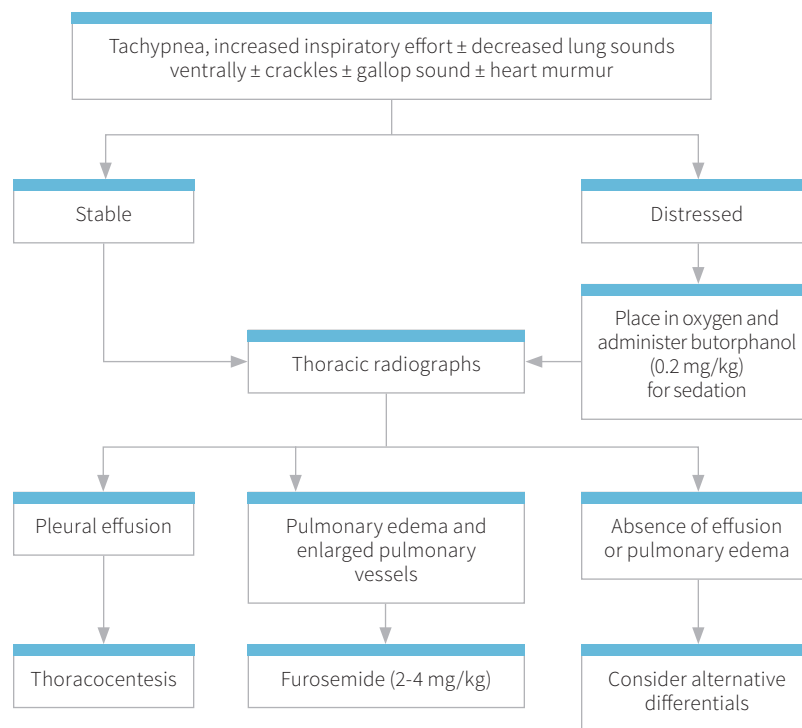 Tachypnea, increased inspiratory effort ± decreased lung sounds
ventrally ± crackles ± gallop sound ± heart murmur
Stable
Distressed
Place in oxygen and
administer butorphanol
(0.2 mg/kg)
for sedation
Thoracic radiographs
Pleural effusion
Pulmonary edema and
enlarged pulmonary
vessels
Absence of effusion
or pulmonary edema
Thoracocentesis
Furosemide (2-4 mg/kg)
Consider alternative
differentials